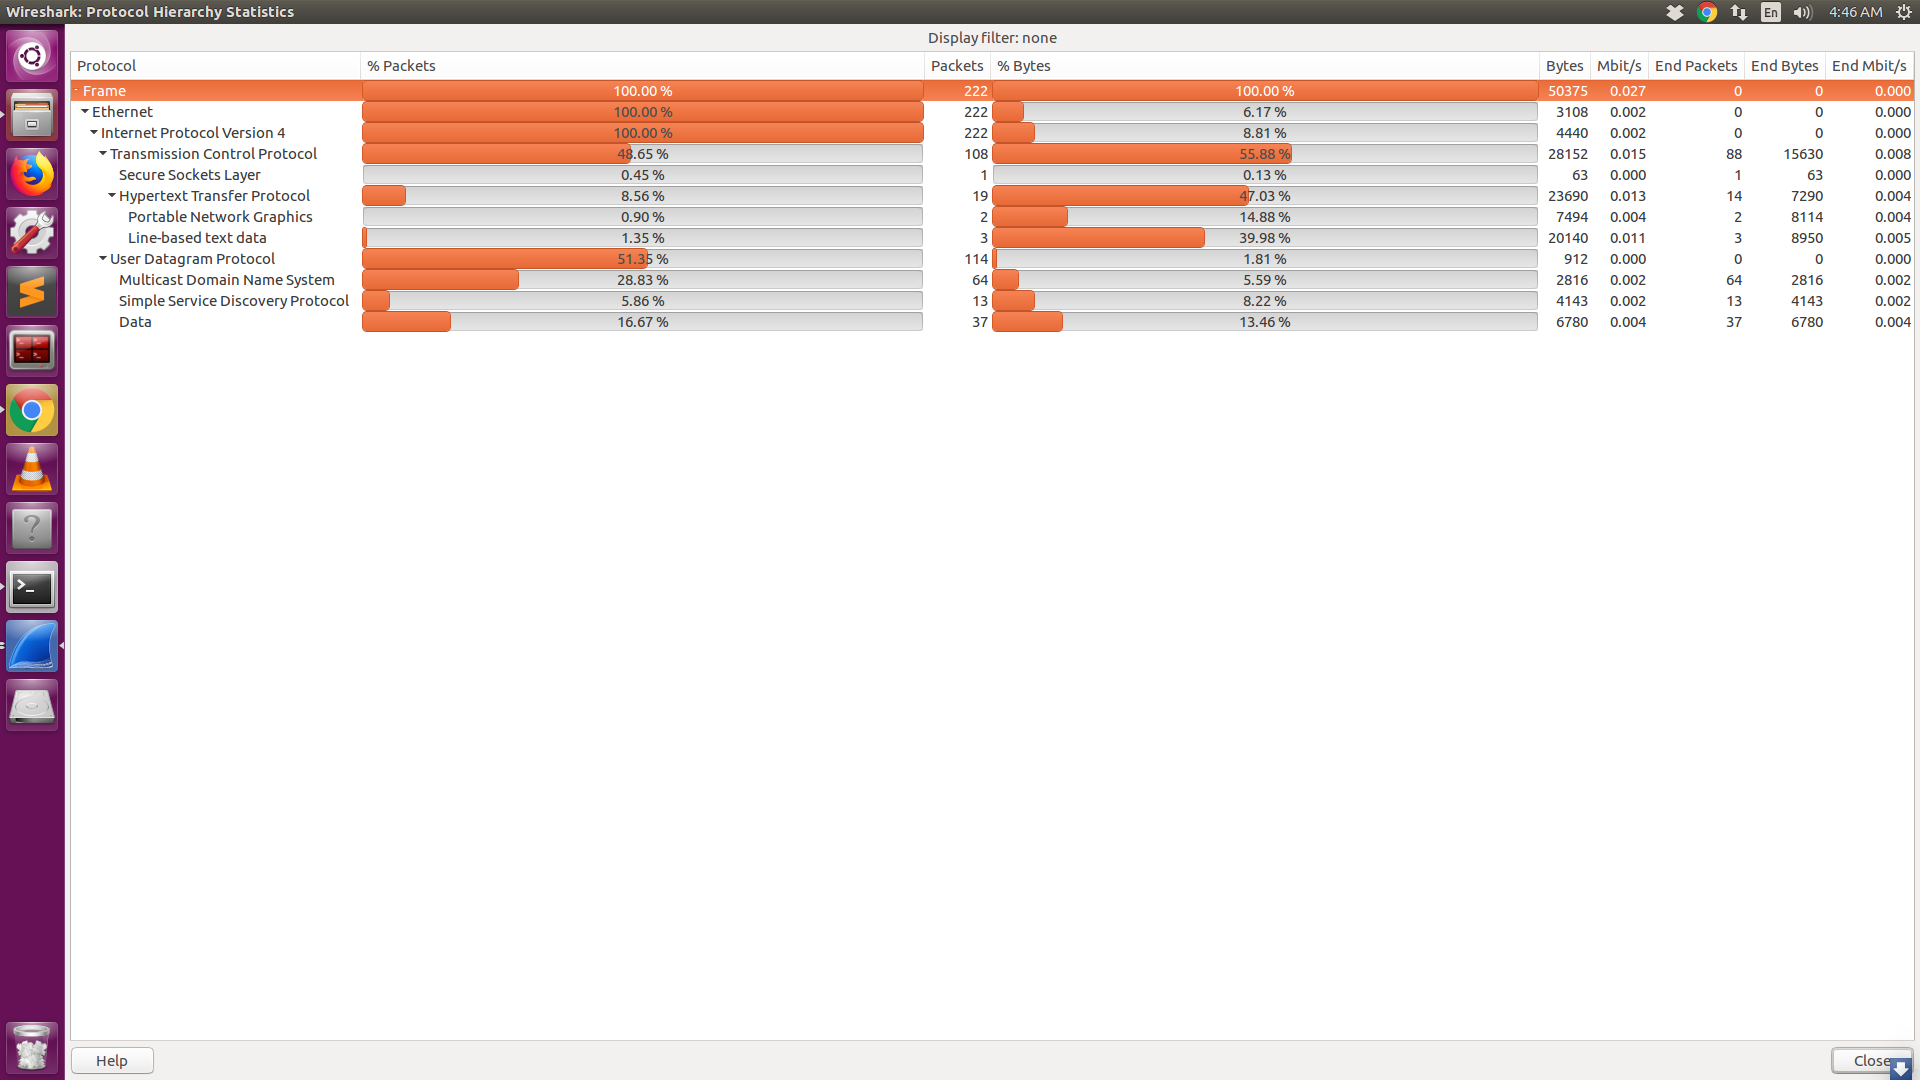 Wireshark: Protocol Hierarchy Statistics En 4:46 AM
Display filter: none
Protocol % Packets Packets % Bytes Bytes Mbit/s End Packets End Bytes End Mbit/s
Frame 100.00 % 222 100.00 % 50375 0.027 0 0 0.000
Ethernet 100.00 % 222 6.17 % 3108 0.002 0 0 0.000
Internet Protocol Version 4 100.00 % 222 8.81 % 4440 0.002 0 0 0.000
Transmission Control Protocol 48.65 % 108 55.88 % 28152 0.015 88 15630 0.008
Secure Sockets Layer 0.45 % 1 0.13 % 63 0.000 1 63 0.000
Hypertext Transfer Protocol 8.56 % 19 47.03 % 23690 0.013 14 7290 0.004
Portable Network Graphics 0.90 % 2 14.88 % 7494 0.004 2 8114 0.004
Line-based text data 1.35 % 3 39.98 % 20140 0.011 3 8950 0.005
User Datagram Protocol 51.35 % 114 1.81 % 912 0.000 0 0 0.000
Multicast Domain Name System 28.83 % 64 5.59 % 2816 0.002 64 2816 0.002
Simple Service Discovery Protocol 5.86 % 13 8.22 % 4143 0.002 13 4143 0.002
Data 16.67 % 37 13.46 % 6780 0.004 37 6780 0.004
Help Close